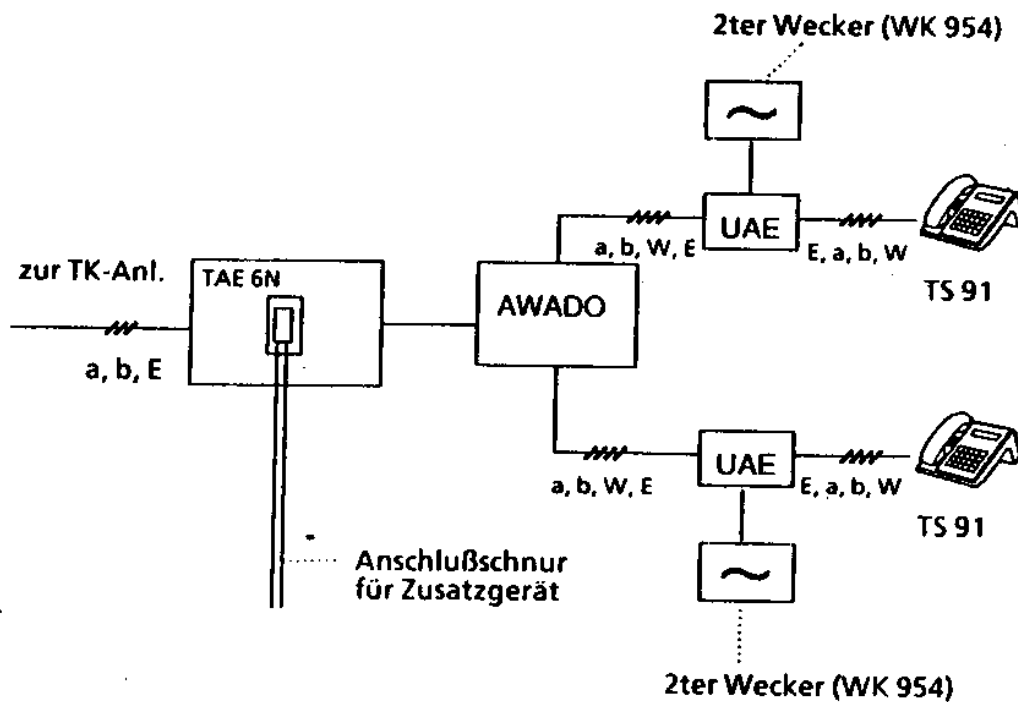 2ter Wecker (WK 954)
UAE
a, b, W, E
E, a, b, W
TS 91
zur TK-Anl.
TAE 6N
AWADO
a, b, E
UAE
a, b, W, E
E, a, b, W
TS 91
Anschlußschnur
für Zusatzgerät
2ter Wecker (WK 954)